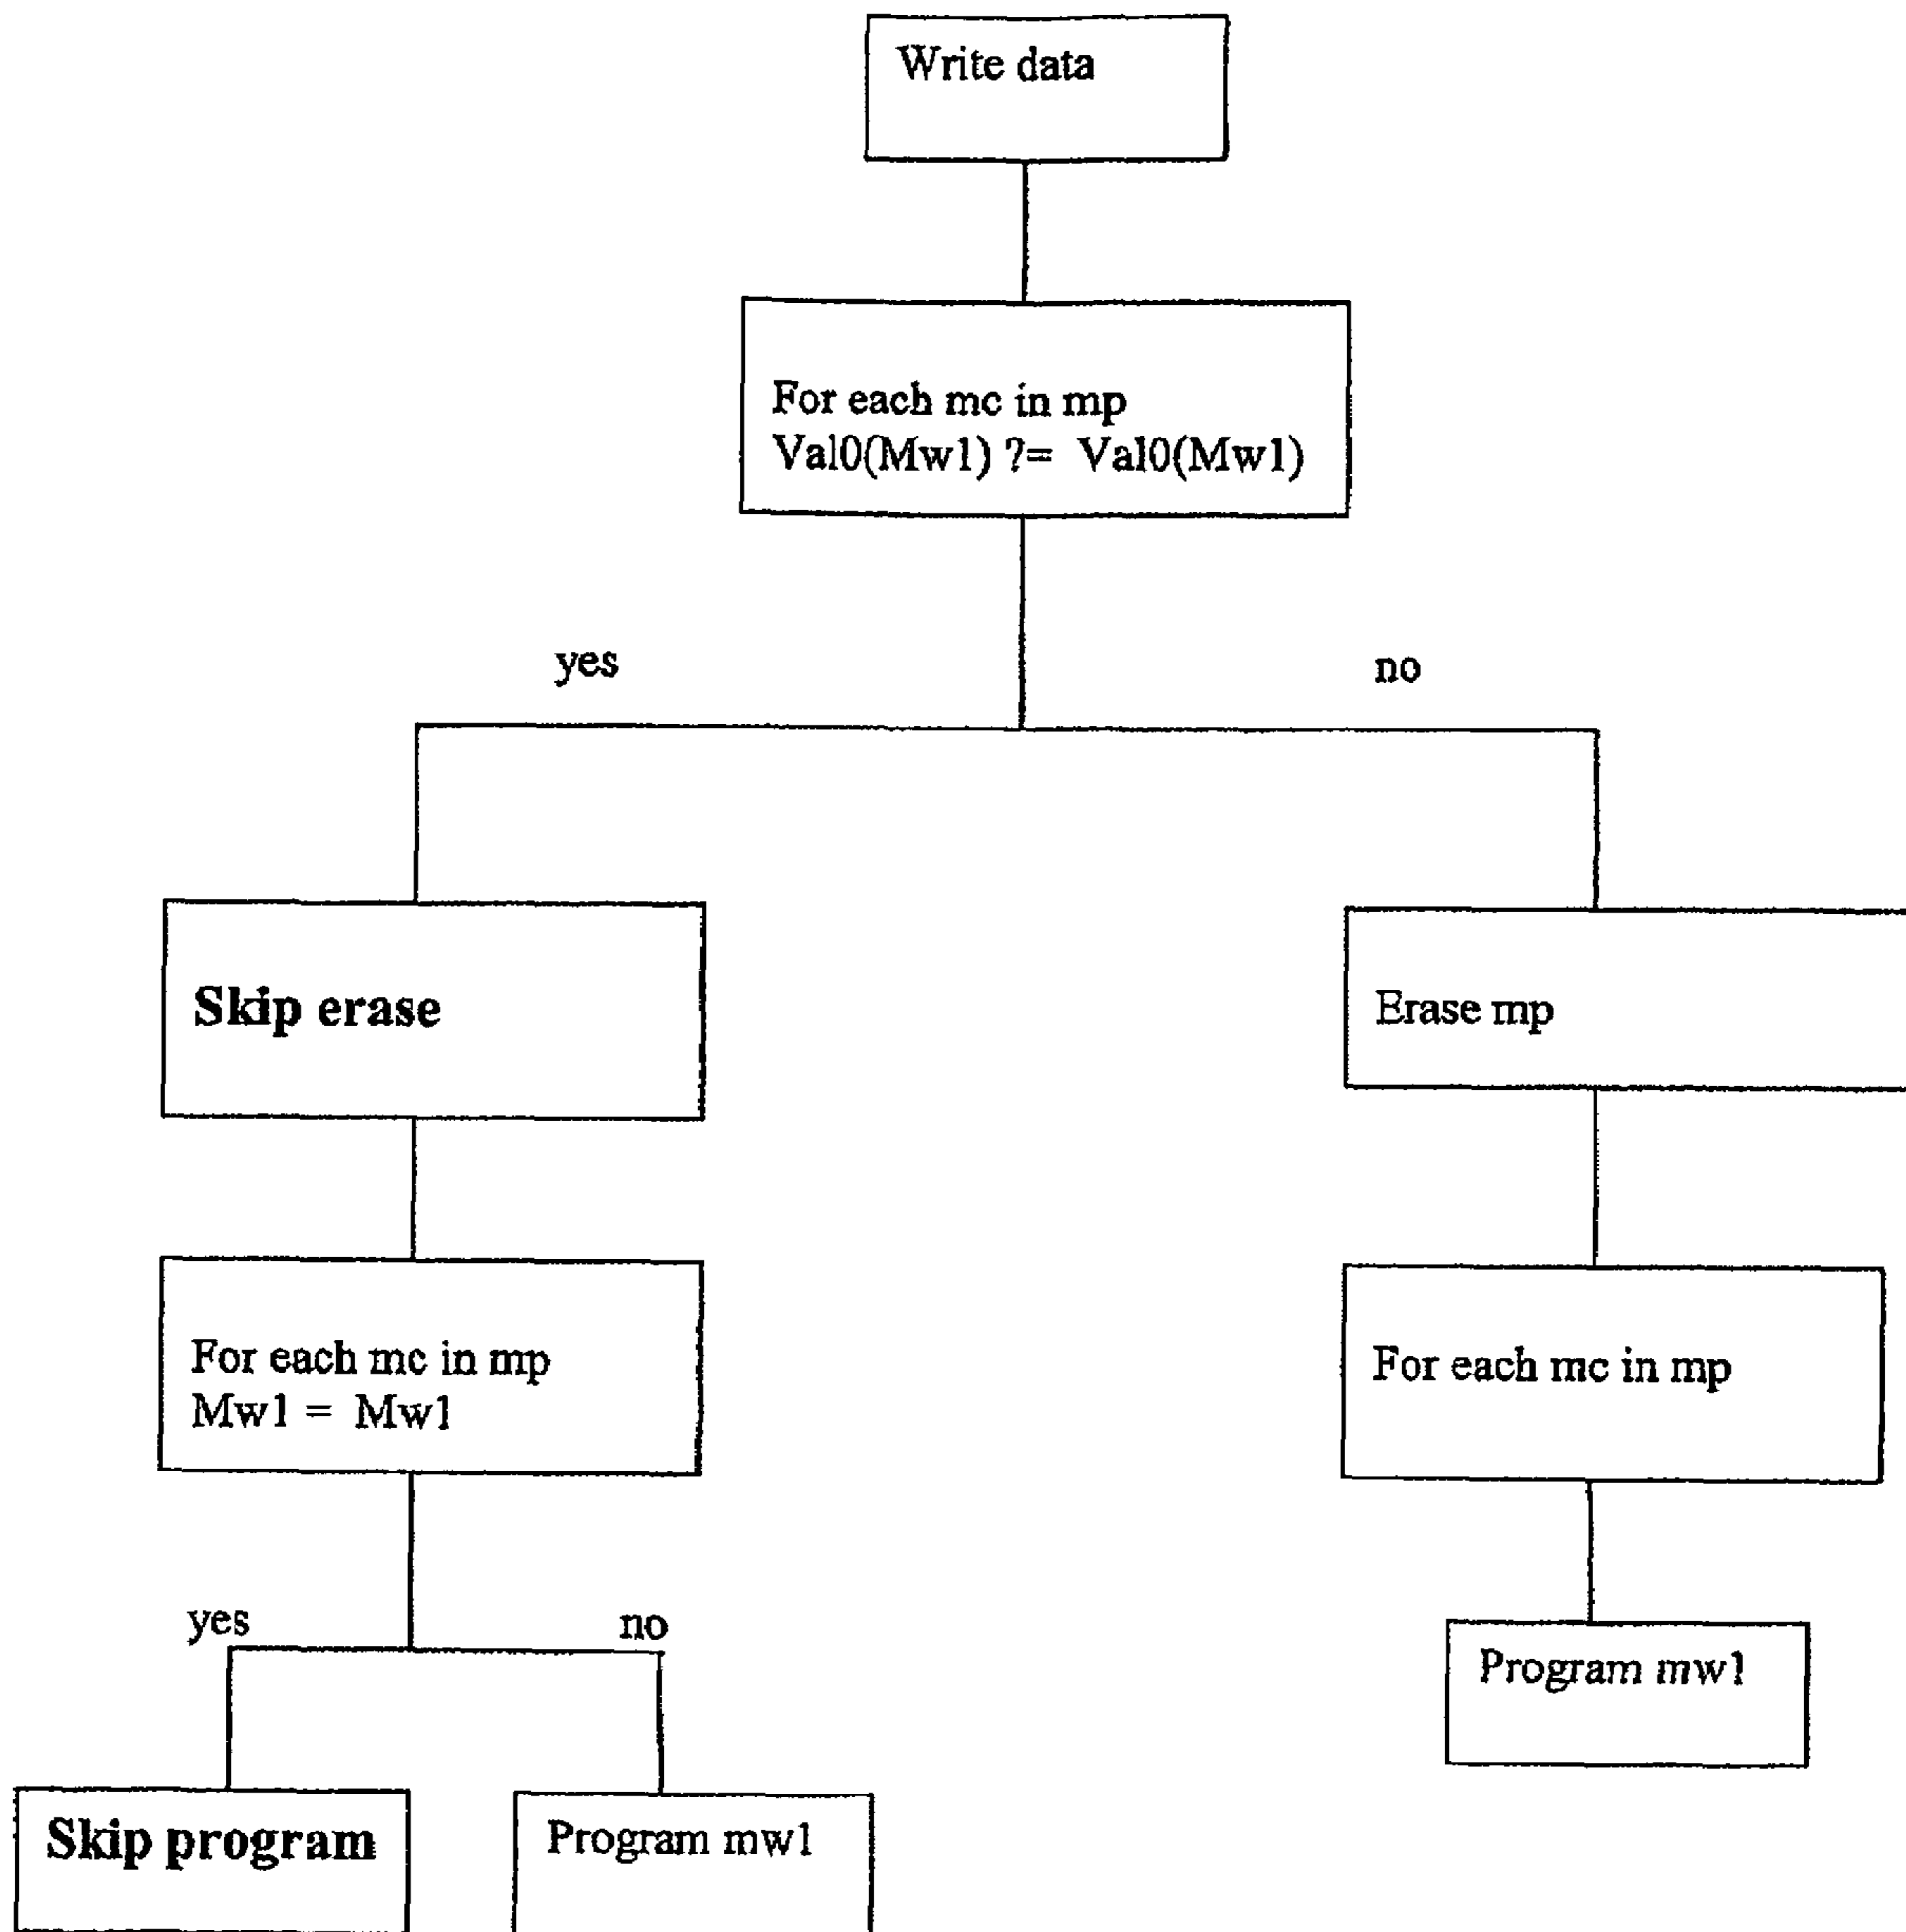 Write data
For each mc in mp
Val0(Mw1) ?= Val0(Mw1)
yes
no
Skip erase
Erase mp
For each mc in mp
Mw1 = Mw1
For each mc in mp
yes
no
Program mw1
Skip program
Program mw1